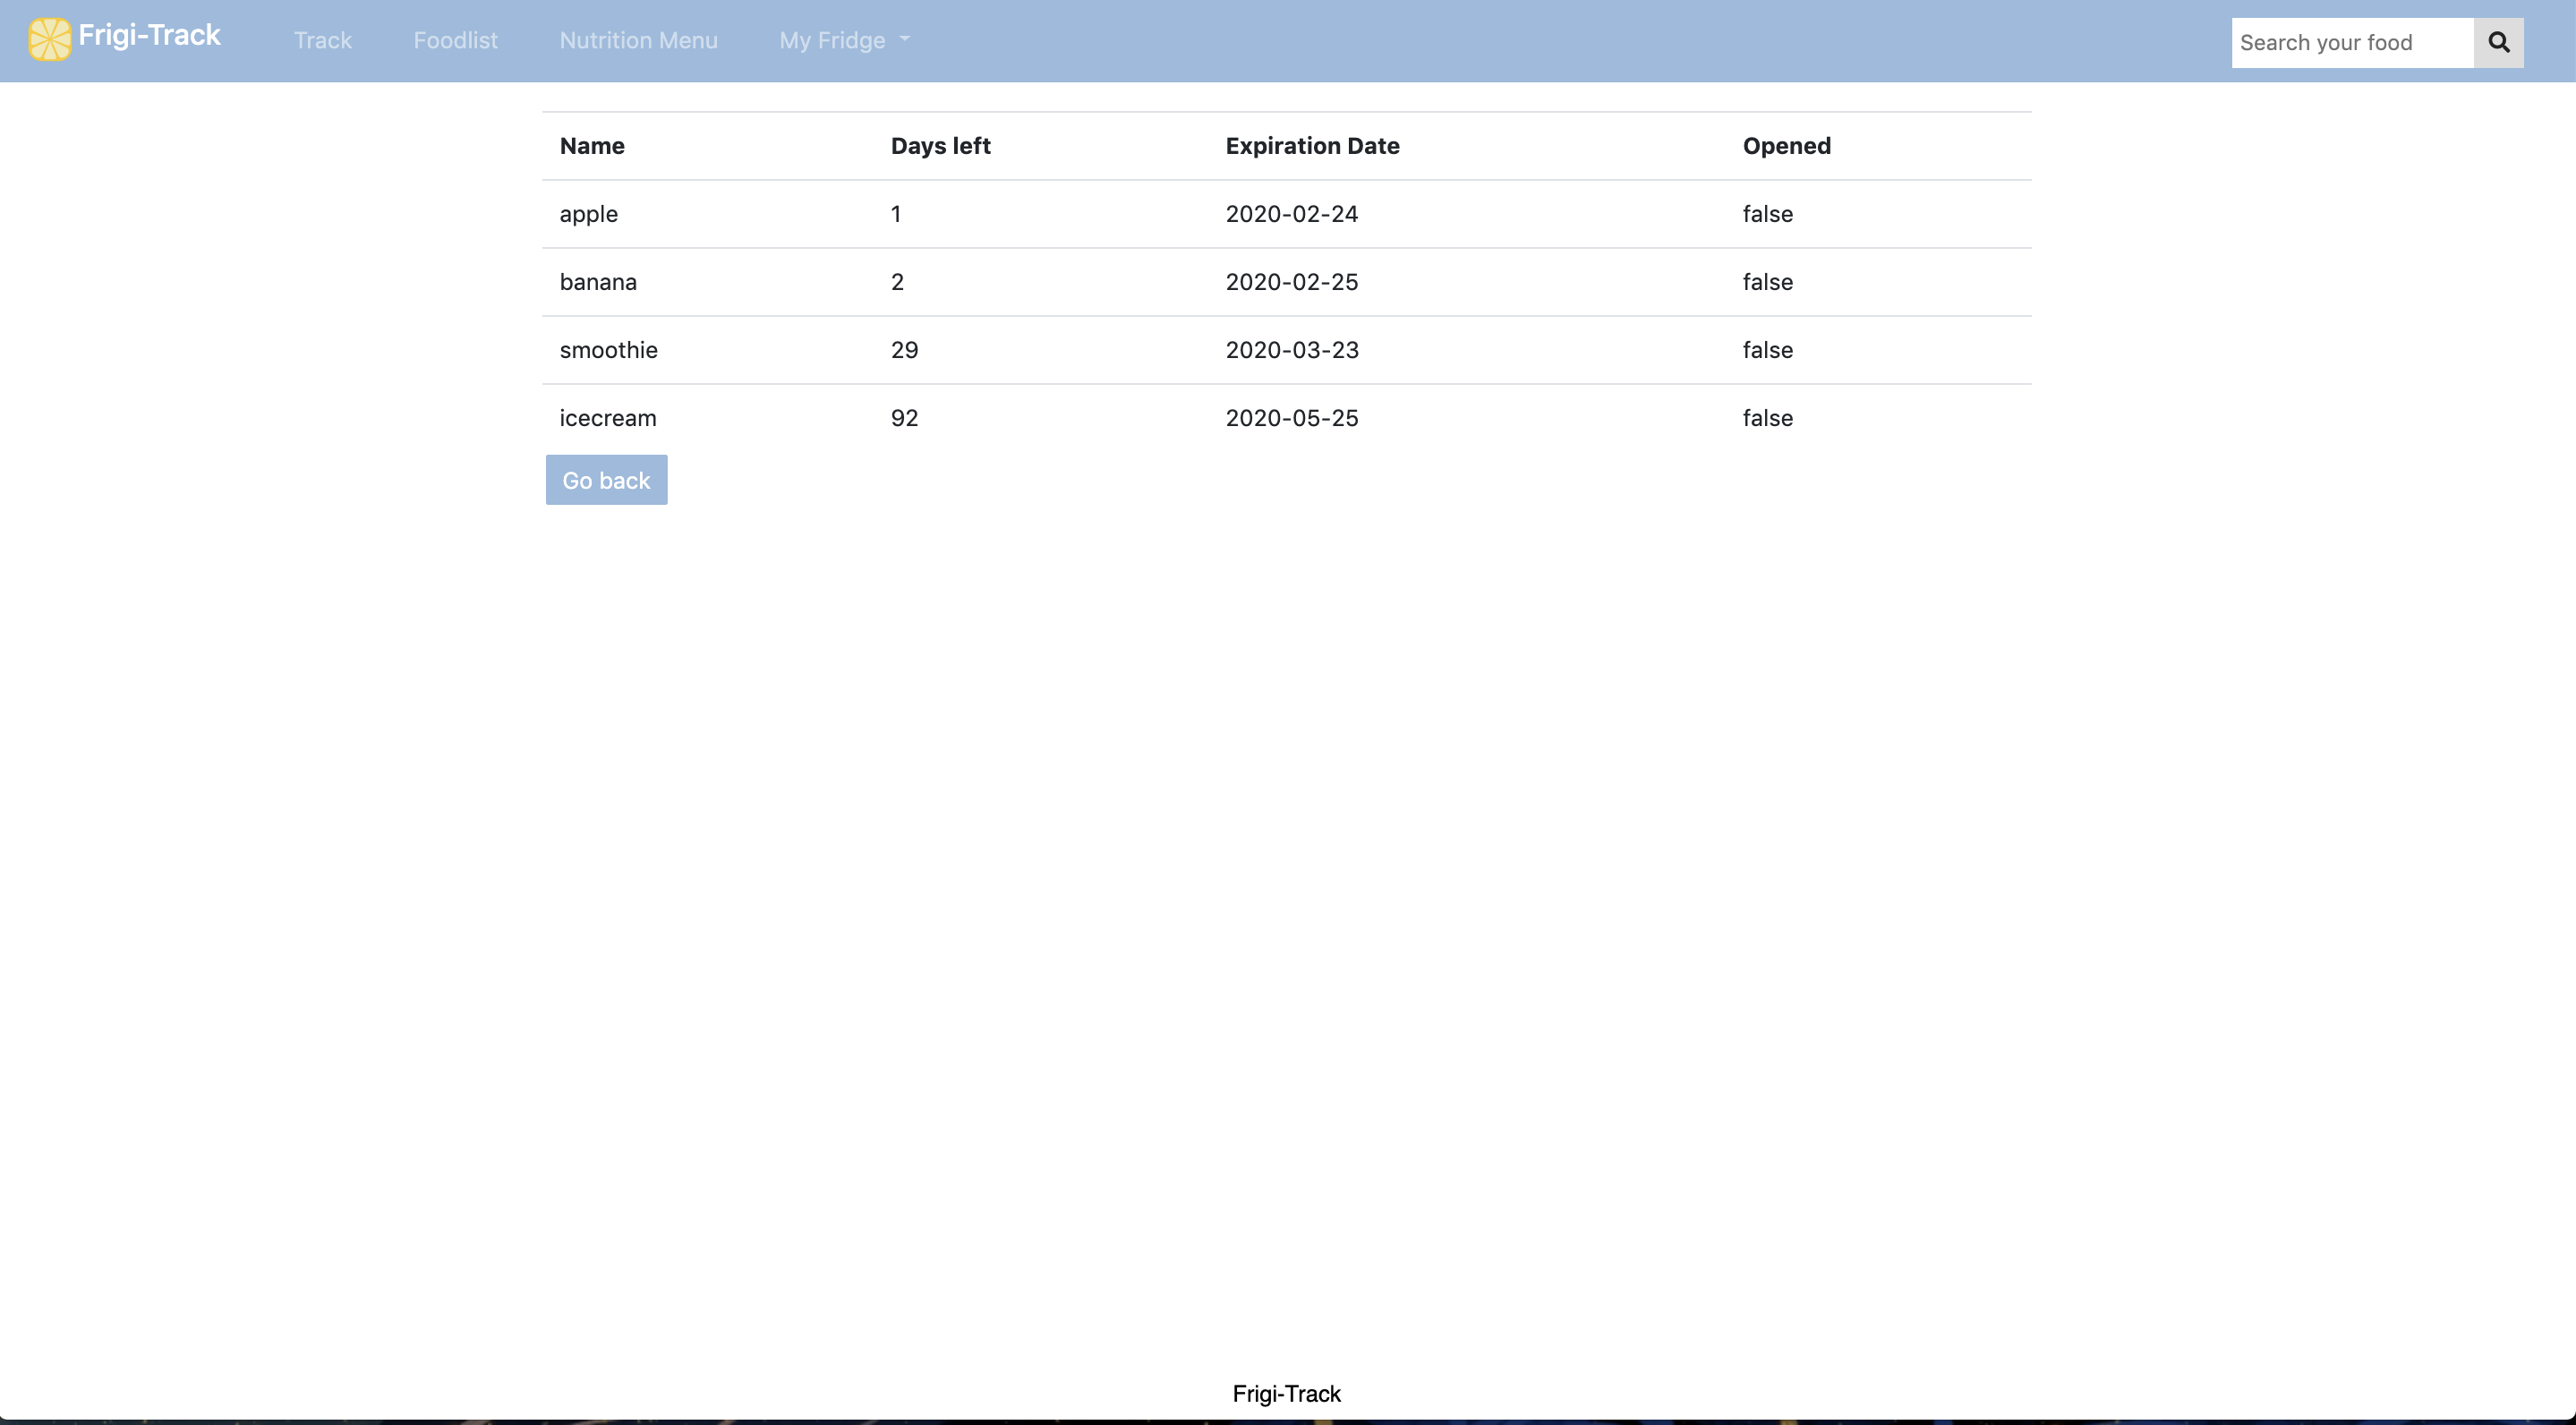 Frigi-Track Track Foodlist Nutrition Menu My Fridge Search your food
Name Days left Expiration Date Opened
apple 1 2020-02-24 false
banana 2 2020-02-25 false
smoothie 29 2020-03-23 false
icecream 92 2020-05-25 false
Go back
Frigi-Track